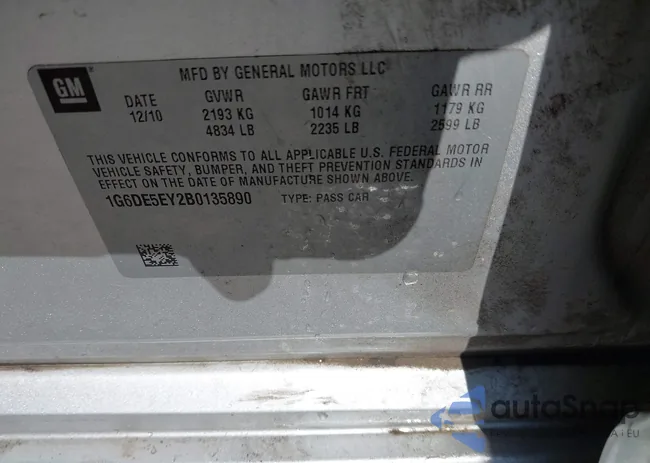 GM
MFD BY GENERAL MOTORS LLC
DATE GVWR GAWR FRT GAWR RR
12/10 2193 KG 1014 KG 1179 KG
4834 LB 2235 LB 2599 LB
THIS VEHICLE CONFORMS TO ALL APPLICABLE U.S. FEDERAL MOTOR
VEHICLE SAFETY, BUMPER, AND THEFT PREVENTION STANDARDS IN
EFFECT ON THE DATE OF MANUFACTURE SHOWN ABOVE.
1G6DE5EY2B0135890 TYPE: PASS CAR
autoSnap